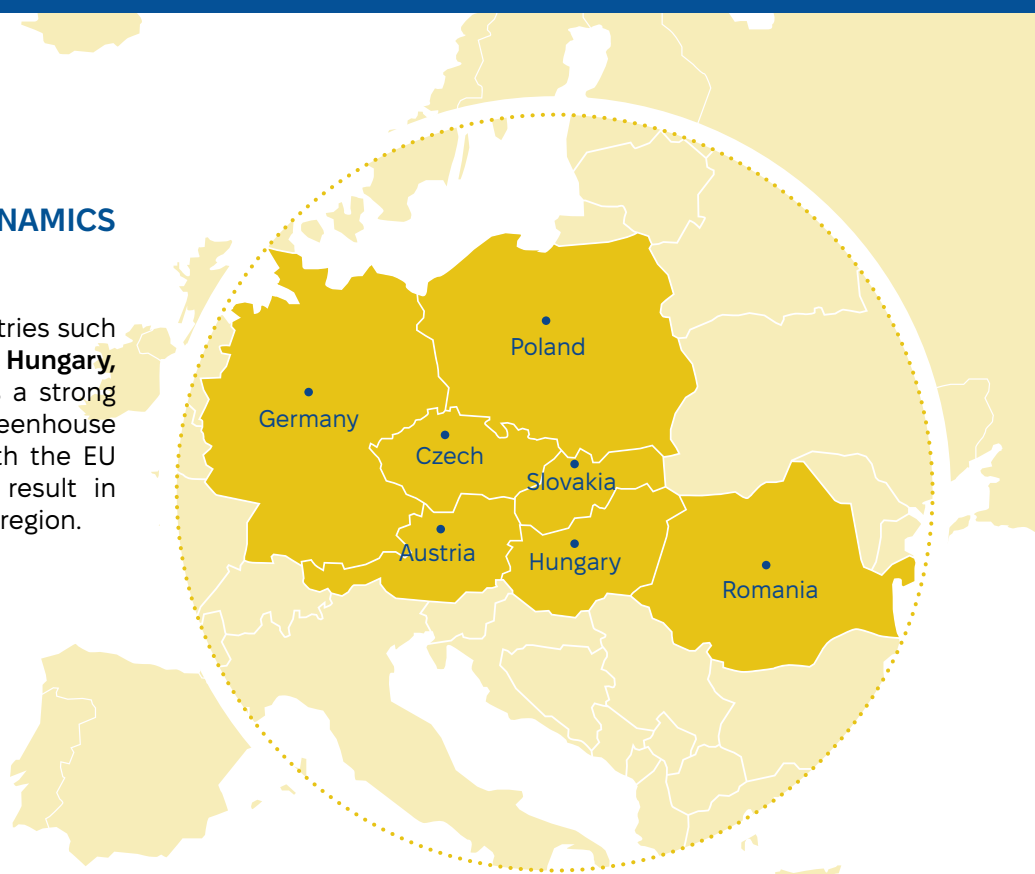 NAMICS
tries such
Hungary,
a strong
eenhouse
th the EU
result in
region.
Poland
Germany
Czech
Slovakia
Austria
Hungary
Romania